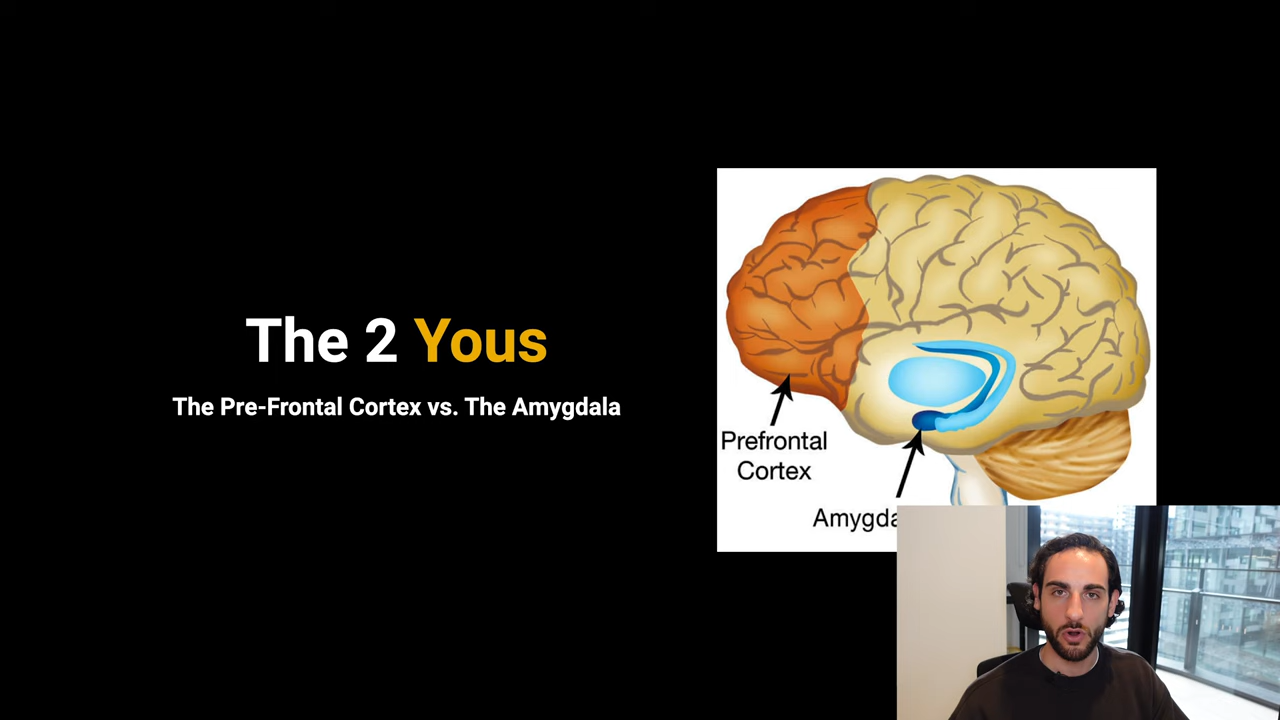 The 2 Yous
The Pre-Frontal Cortex vs. The Amygdala
Prefrontal
Cortex